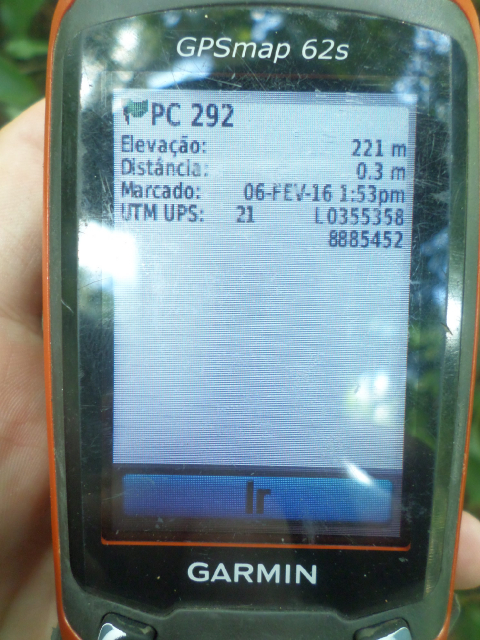 GPSmap 62s
PC 292
Elevação: 221 m
Distância: 0.3 m
Marcado: 06-FEV-16 1:53pm
UTM UPS: 21 L0355358
8885452
Ir
GARMIN